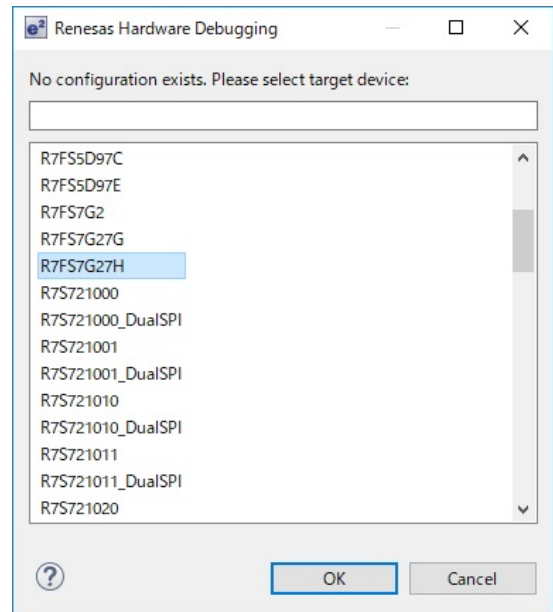 e² Renesas Hardware Debugging
No configuration exists. Please select target device:
R7FS5D97C
R7FS5D97E
R7FS7G2
R7FS7G27G
R7FS7G27H
R7S721000
R7S721000_DualSPI
R7S721001
R7S721001_DualSPI
R7S721010
R7S721010_DualSPI
R7S721011
R7S721011_DualSPI
R7S721020
? OK Cancel